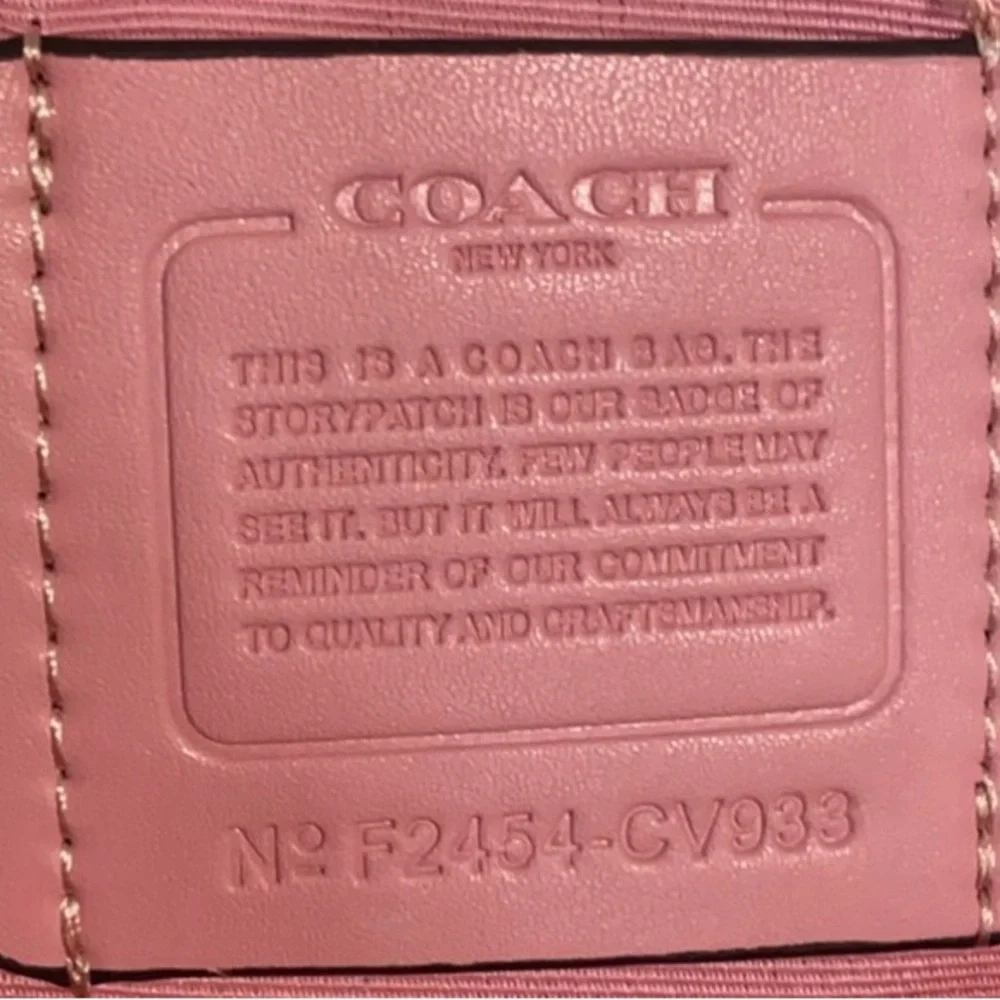 COACH
NEW YORK
THIS IS A COACH BAG. THE
STORYPATCH IS OUR BADGE OF
AUTHENTICITY. FEW PEOPLE MAY
SEE IT. BUT IT WILL ALWAYS BE A
REMINDER OF OUR COMMITMENT
TO QUALITY AND CRAFTSMANSHIP.
Nº F2454-CV933